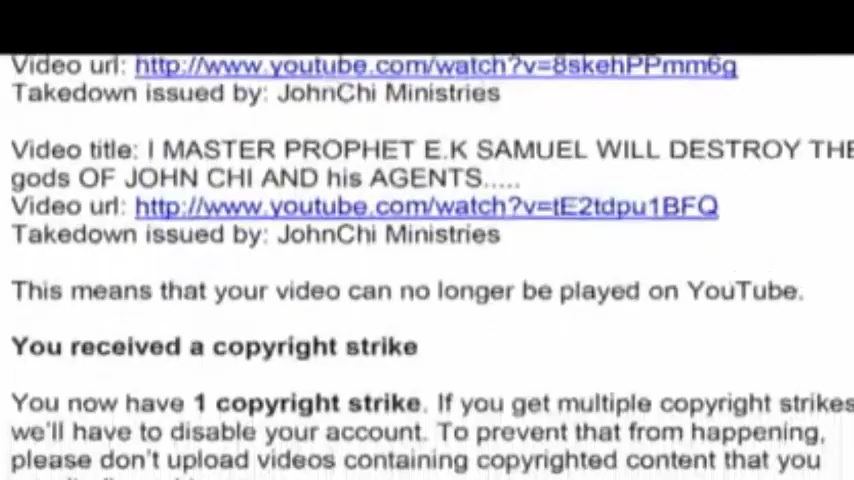 Video url: http://www.youtube.com/watch?v=8skehPPmm6g
Takedown issued by: JohnChi Ministries
Video title: I MASTER PROPHET E.K SAMUEL WILL DESTROY THE
gods OF JOHN CHI AND his AGENTS.....
Video url: http://www.youtube.com/watch?v=tE2tdpu1BFQ
Takedown issued by: JohnChi Ministries
This means that your video can no longer be played on YouTube.
You received a copyright strike
You now have 1 copyright strike. If you get multiple copyright strikes
we'll have to disable your account. To prevent that from happening,
please don't upload videos containing copyrighted content that you